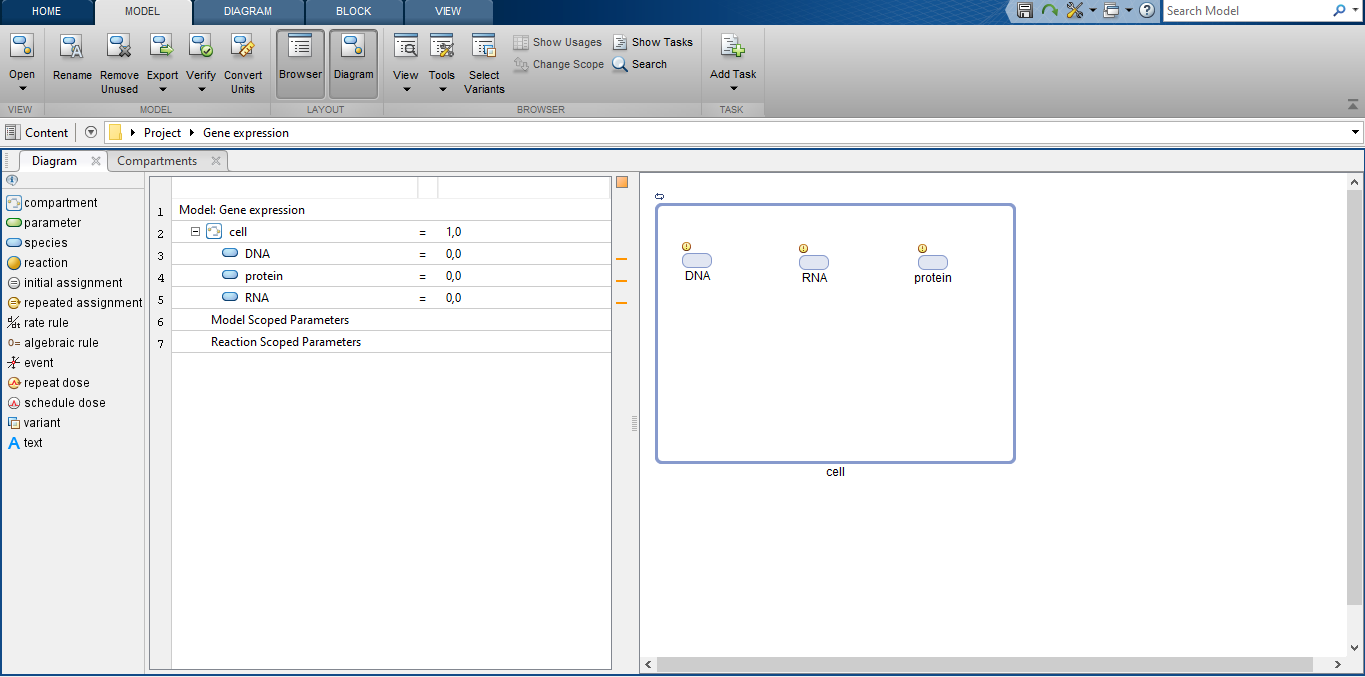 HOME MODEL DIAGRAM BLOCK VIEW Search Model
Open Rename Remove Unused Export Verify Convert Units Browser Diagram View Tools Select Variants Show Usages Show Tasks Change Scope Search Add Task
VIEW MODEL LAYOUT BROWSER TASK
Content Project Gene expression
Diagram Compartments
compartment
parameter
species
reaction
initial assignment
repeated assignment
d/dt rate rule
0= algebraic rule
event
repeat dose
schedule dose
variant
A text
1 Model: Gene expression
2 cell = 1,0
3 DNA = 0,0
4 protein = 0,0
5 RNA = 0,0
6 Model Scoped Parameters
7 Reaction Scoped Parameters
DNA RNA protein
cell